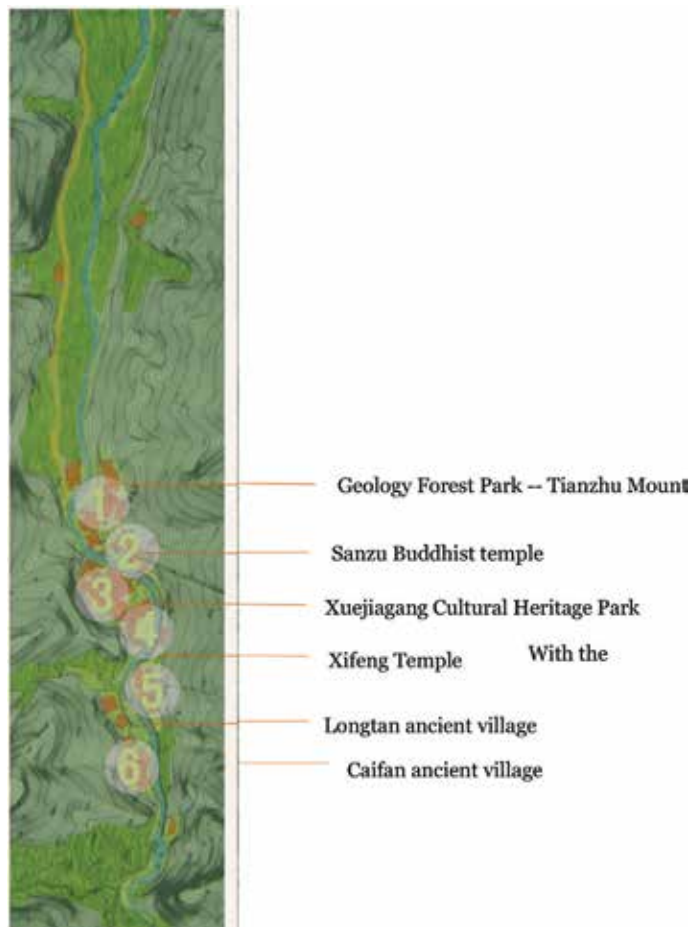 1
Geology Forest Park -- Tianzhu Mount
2
Sanzu Buddhist temple
3
Xuejiagang Cultural Heritage Park
4
Xifeng Temple
With the
5
Longtan ancient village
6
Caifan ancient village